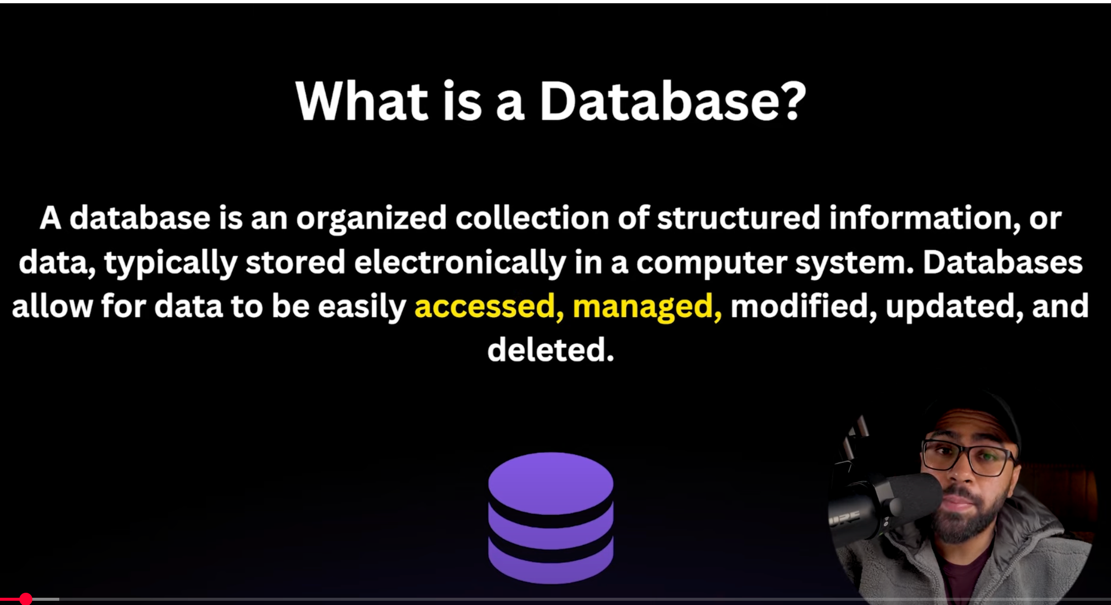 What is a Database?
A database is an organized collection of structured information, or
data, typically stored electronically in a computer system. Databases
allow for data to be easily accessed, managed, modified, updated, and
deleted.